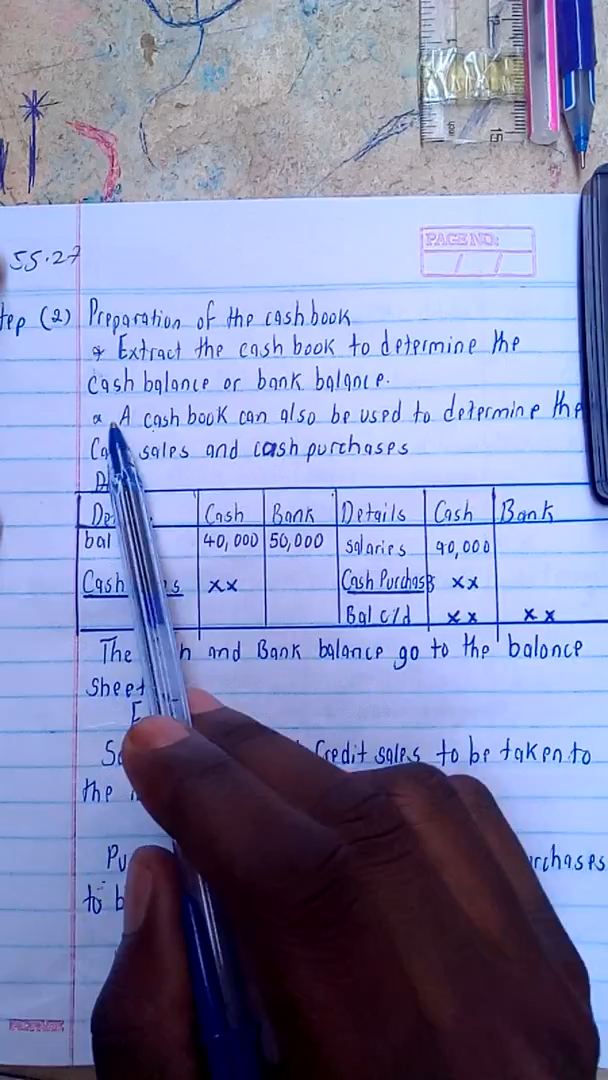 55.27
PAGE NO:
tep (2) Preparation of the cash book
* Extract the cash book to determine the
cash balance or bank balance.
* A cash book can also be used to determine the
sales and cash purchases
Cash Bank Details Cash Bank
bal 40,000 50,000 salaries 90,000
Cash xx Cash Purchases xx
Bal c/d xx xx
The and Bank balance go to the balance
sheet
Credit sales to be taken to
the
to